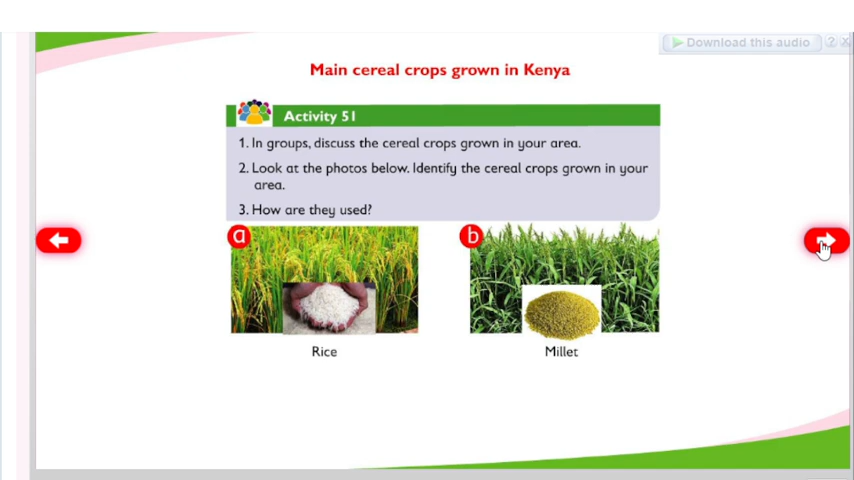 Download this audio ? X
Main cereal crops grown in Kenya
Activity 51
1. In groups, discuss the cereal crops grown in your area.
2. Look at the photos below. Identify the cereal crops grown in your
area.
3. How are they used?
a b
Rice Millet